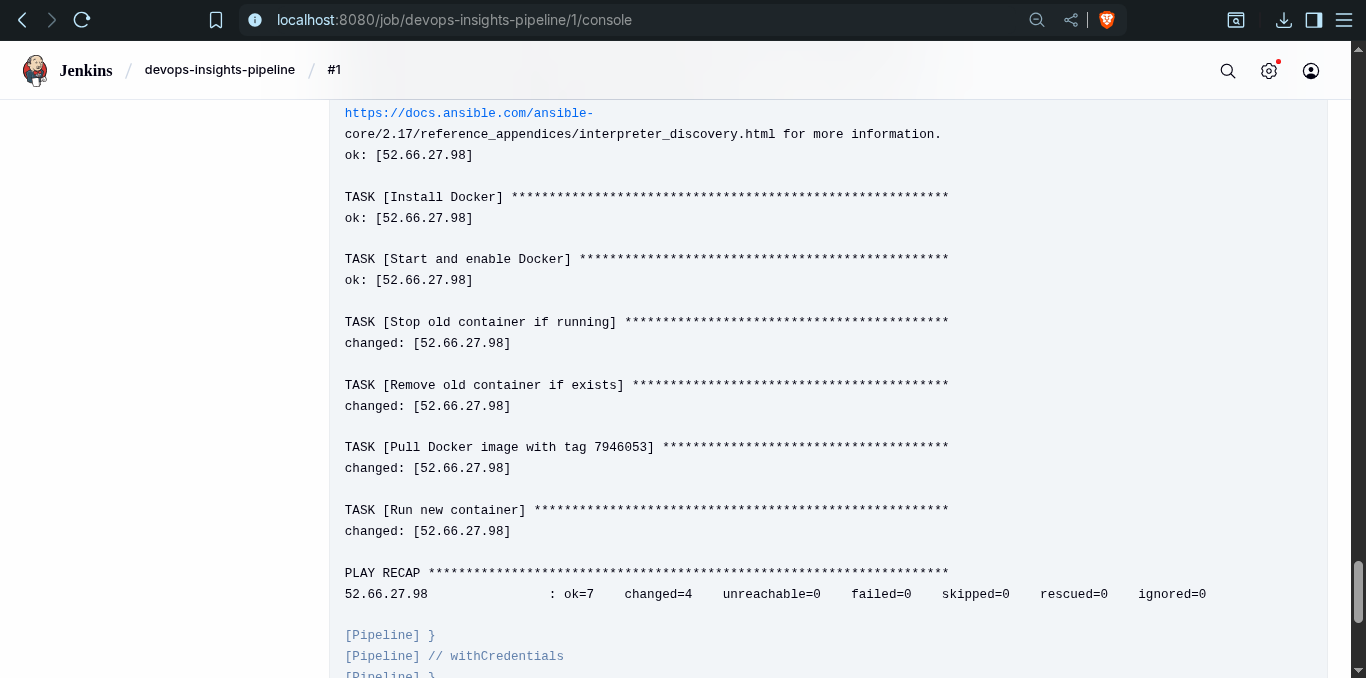 localhost:8080/job/devops-insights-pipeline/1/console
Jenkins / devops-insights-pipeline / #1
https://docs.ansible.com/ansible-
core/2.17/reference_appendices/interpreter_discovery.html for more information.
ok: [52.66.27.98]
TASK [Install Docker] **********************************************************
ok: [52.66.27.98]
TASK [Start and enable Docker] *************************************************
ok: [52.66.27.98]
TASK [Stop old container if running] *******************************************
changed: [52.66.27.98]
TASK [Remove old container if exists] ******************************************
changed: [52.66.27.98]
TASK [Pull Docker image with tag 7946053] **************************************
changed: [52.66.27.98]
TASK [Run new container] *******************************************************
changed: [52.66.27.98]
PLAY RECAP *********************************************************************
52.66.27.98                : ok=7    changed=4    unreachable=0    failed=0    skipped=0    rescued=0    ignored=0
[Pipeline] }
[Pipeline] // withCredentials
[Pipeline] }